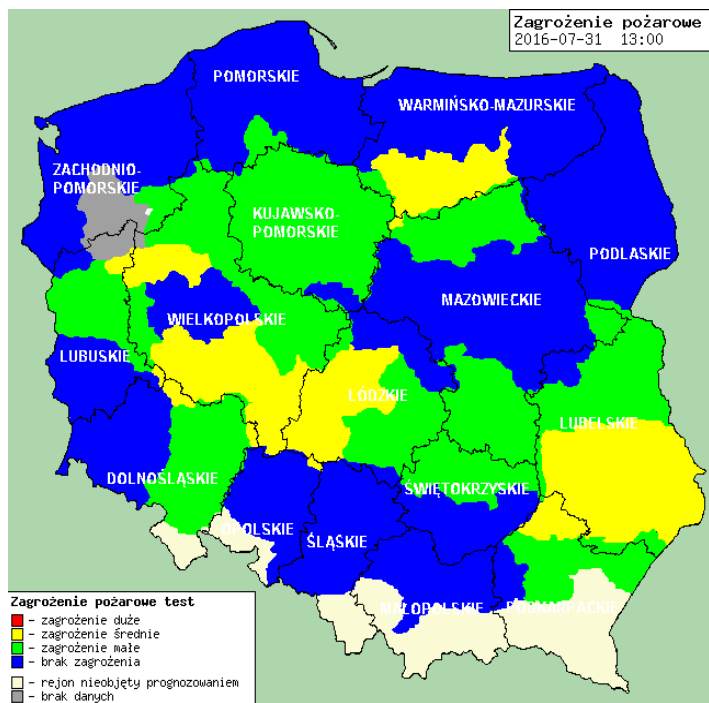 Zagrożenie pożarowe
2016-07-31 13:00
POMORSKIE
WARMIŃSKO-MAZURSKIE
ZACHODNIO-
POMORSKIE
KUJAWSKO-
POMORSKIE
PODLASKIE
MAZOWIECKIE
WIELKOPOLSKIE
LUBUSKIE
ŁÓDZKIE
LUBELSKIE
DOLNOŚLĄSKIE
ŚWIĘTOKRZYSKIE
OPOLSKIE
ŚLĄSKIE
MAŁOPOLSKIE
PODKARPACKIE
Zagrożenie pożarowe test
- zagrożenie duże
- zagrożenie średnie
- zagrożenie małe
- brak zagrożenia
- rejon nieobjęty prognozowaniem
- brak danych